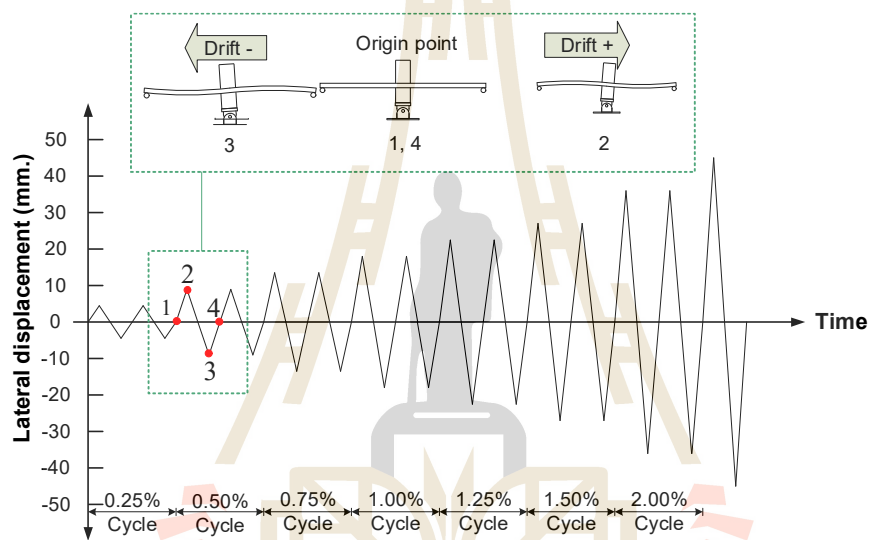 Drift -
Origin point
Drift +
3
1, 4
2
Lateral displacement (mm.)
50
40
30
20
10
0
-10
-20
-30
-40
-50
1
2
3
4
Time
0.25%
Cycle
0.50%
Cycle
0.75%
Cycle
1.00%
Cycle
1.25%
Cycle
1.50%
Cycle
2.00%
Cycle